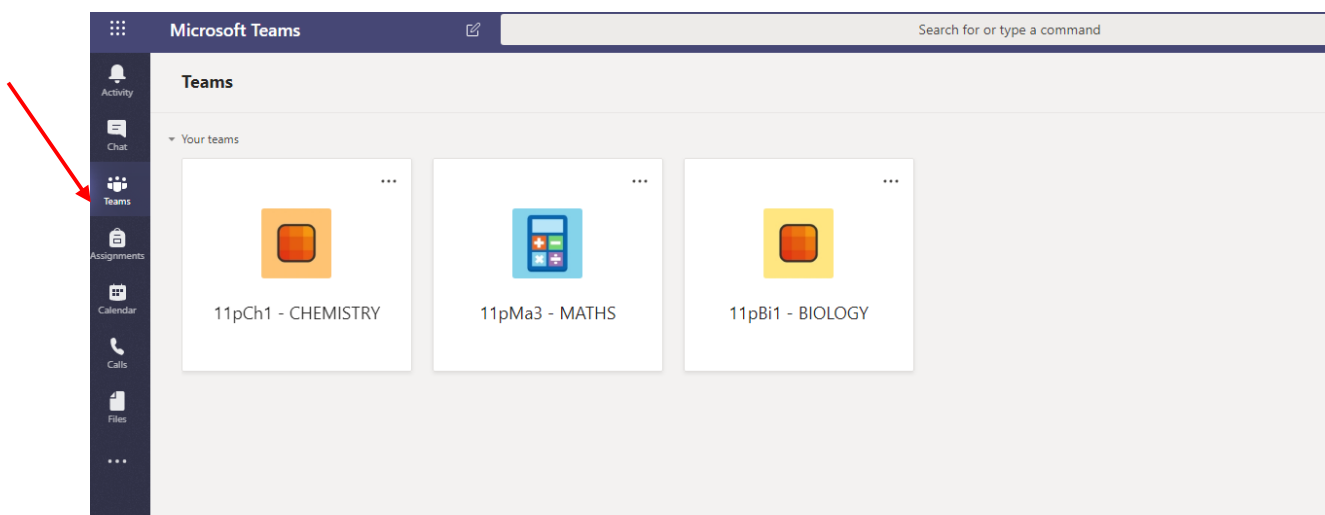 Microsoft Teams
Search for or type a command
Activity
Chat
Teams
Assignments
Calendar
Calls
Files
Teams
Your teams
11pCh1 - CHEMISTRY
11pMa3 - MATHS
11pBi1 - BIOLOGY